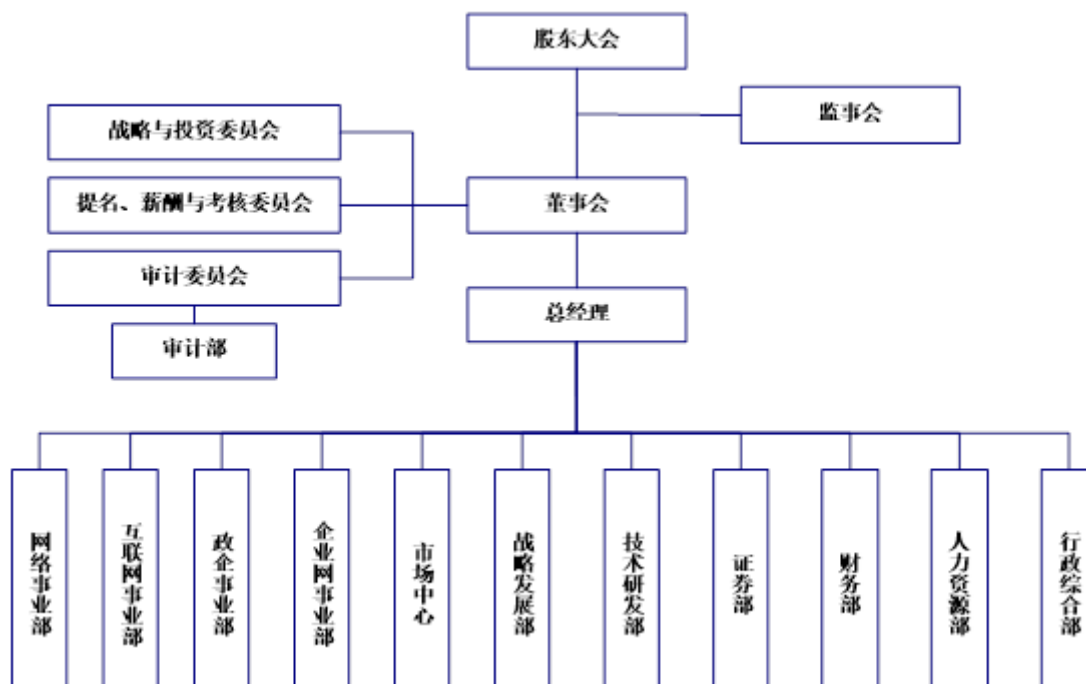 股东大会
监事会
战略与投资委员会
提名、薪酬与考核委员会
董事会
审计委员会
总经理
审计部
网络事业部
互联网事业部
政企事业部
企业网事业部
市场中心
战略发展部
技术研发部
证券部
财务部
人力资源部
行政综合部